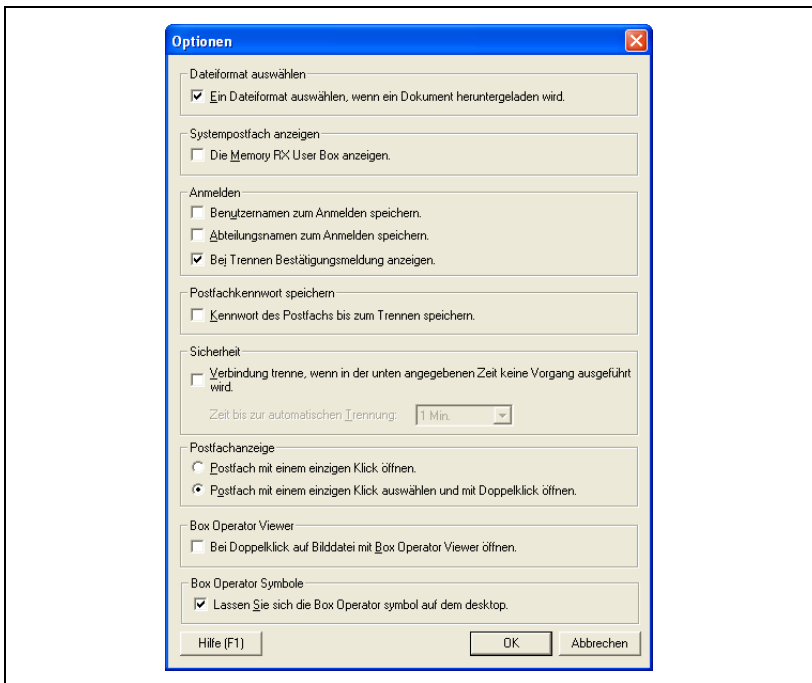 Optionen
Dateiformat auswählen
Ein Dateiformat auswählen, wenn ein Dokument heruntergeladen wird.
Systempostfach anzeigen
Die Memory RX User Box anzeigen.
Anmelden
Benutzernamen zum Anmelden speichern.
Abteilungsnamen zum Anmelden speichern.
Bei Trennen Bestätigungsmeldung anzeigen.
Postfachkennwort speichern
Kennwort des Postfachs bis zum Trennen speichern.
Sicherheit
Verbindung trenne, wenn in der unten angegebenen Zeit keine Vorgang ausgeführt
wird.
Zeit bis zur automatischen Trennung: 1 Min.
Postfachanzeige
Postfach mit einem einzigen Klick öffnen.
Postfach mit einem einzigen Klick auswählen und mit Doppelklick öffnen.
Box Operator Viewer
Bei Doppelklick auf Bilddatei mit Box Operator Viewer öffnen.
Box Operator Symbole
Lassen Sie sich die Box Operator symbol auf dem desktop.
Hilfe (F1) OK Abbrechen